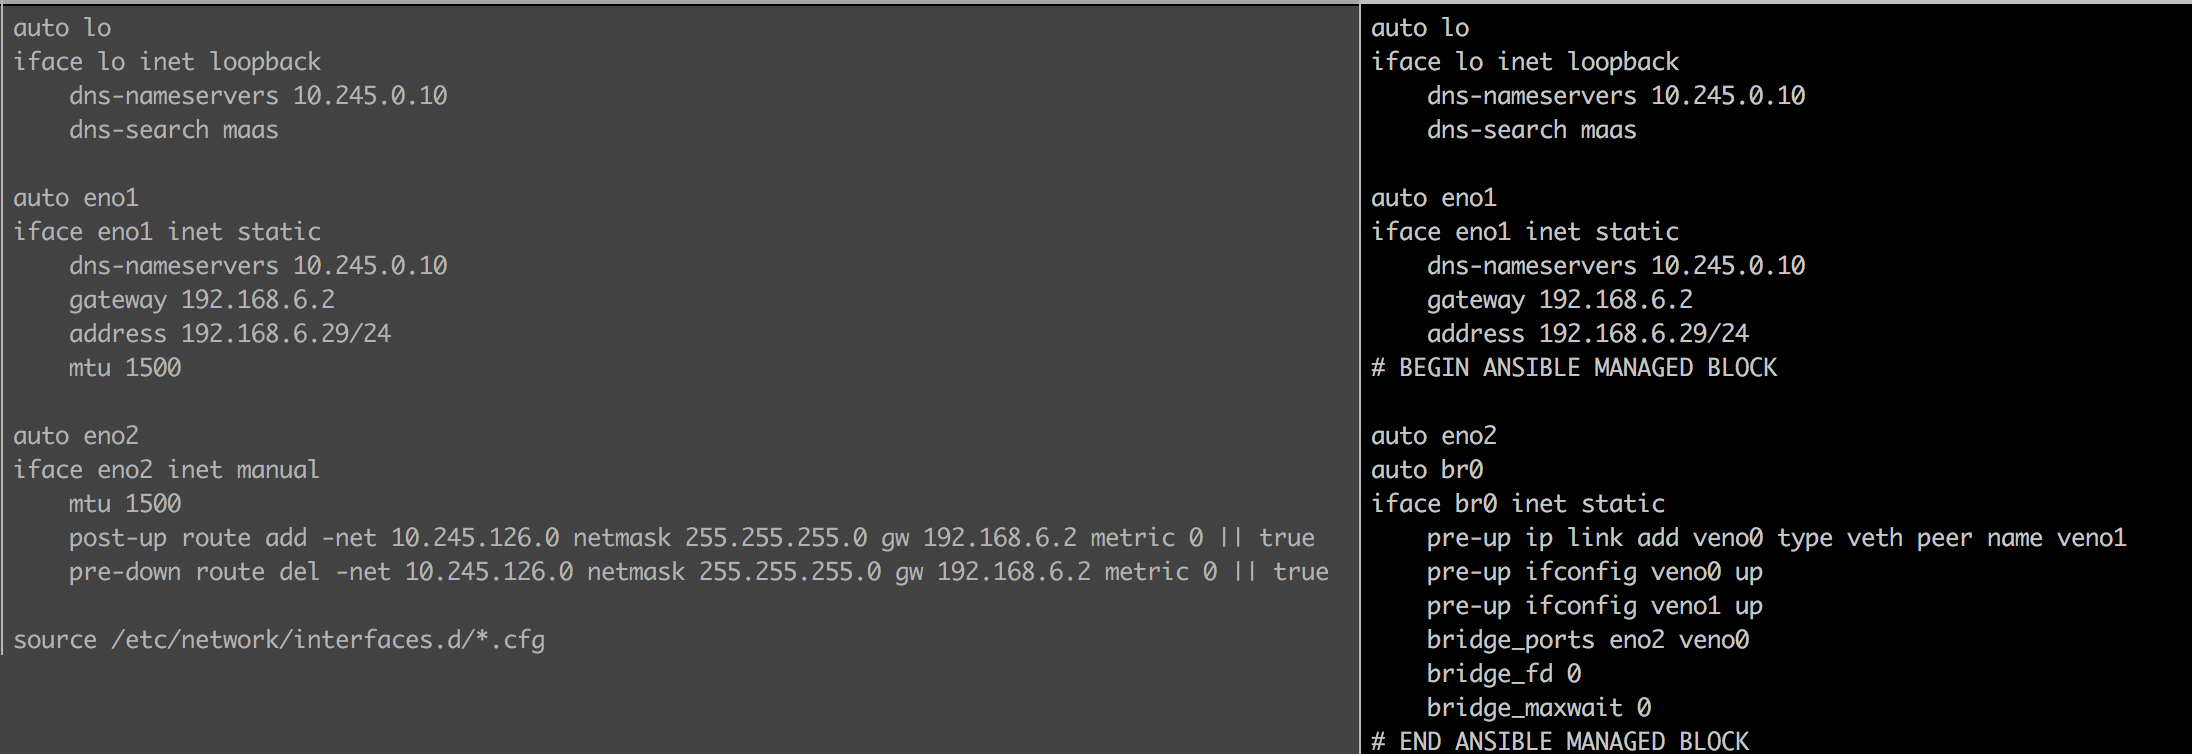 auto lo
iface lo inet loopback
    dns-nameservers 10.245.0.10
    dns-search maas

auto eno1
iface eno1 inet static
    dns-nameservers 10.245.0.10
    gateway 192.168.6.2
    address 192.168.6.29/24
    mtu 1500

auto eno2
iface eno2 inet manual
    mtu 1500
    post-up route add -net 10.245.126.0 netmask 255.255.255.0 gw 192.168.6.2 metric 0 || true
    pre-down route del -net 10.245.126.0 netmask 255.255.255.0 gw 192.168.6.2 metric 0 || true

source /etc/network/interfaces.d/*.cfg

auto lo
iface lo inet loopback
    dns-nameservers 10.245.0.10
    dns-search maas

auto eno1
iface eno1 inet static
    dns-nameservers 10.245.0.10
    gateway 192.168.6.2
    address 192.168.6.29/24
# BEGIN ANSIBLE MANAGED BLOCK

auto eno2
auto br0
iface br0 inet static
    pre-up ip link add veno0 type veth peer name veno1
    pre-up ifconfig veno0 up
    pre-up ifconfig veno1 up
    bridge_ports eno2 veno0
    bridge_fd 0
    bridge_maxwait 0
# END ANSIBLE MANAGED BLOCK